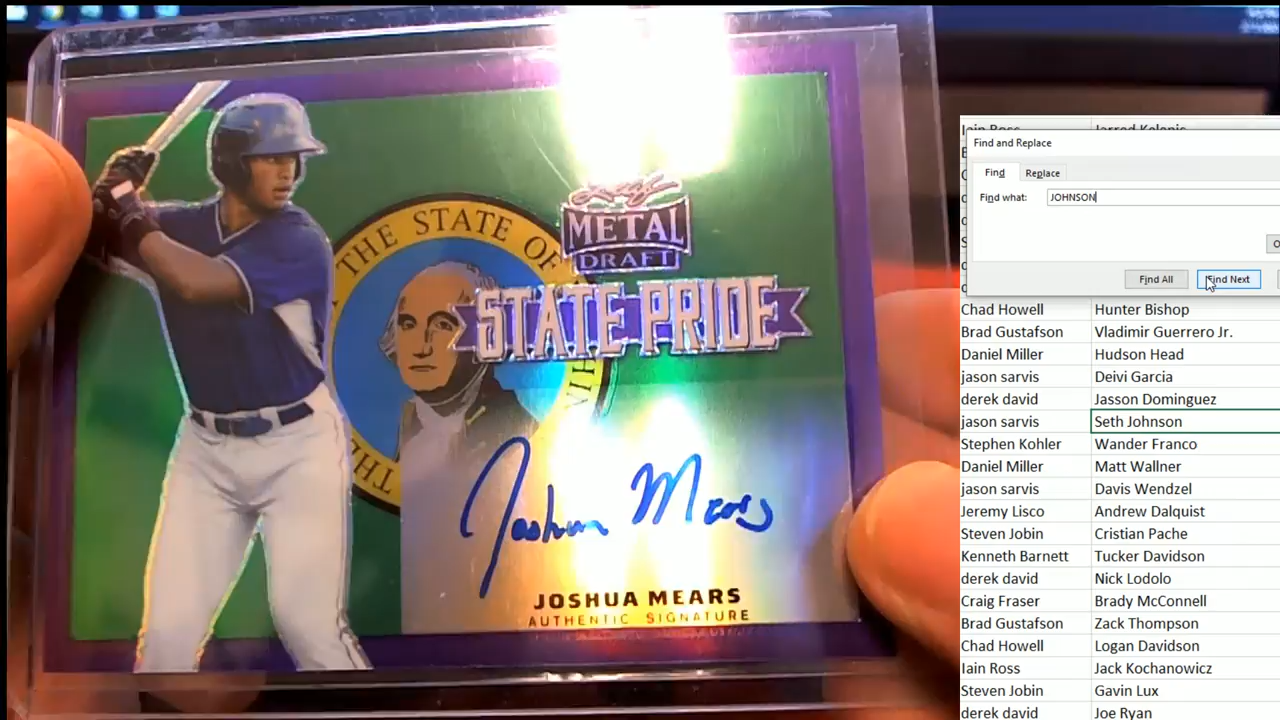 THE STATE OF
THE
Leaf
METAL
DRAFT
STATE PRIDE
Joshua Mears
JOSHUA MEARS
AUTHENTIC SIGNATURE
Iain Ross Jarred Kelenic
Find and Replace
Find Replace
Find what: JOHNSON
Find All Find Next
Chad Howell Hunter Bishop
Brad Gustafson Vladimir Guerrero Jr.
Daniel Miller Hudson Head
jason sarvis Deivi Garcia
derek david Jasson Dominguez
jason sarvis Seth Johnson
Stephen Kohler Wander Franco
Daniel Miller Matt Wallner
jason sarvis Davis Wendzel
Jeremy Lisco Andrew Dalquist
Steven Jobin Cristian Pache
Kenneth Barnett Tucker Davidson
derek david Nick Lodolo
Craig Fraser Brady McConnell
Brad Gustafson Zack Thompson
Chad Howell Logan Davidson
Iain Ross Jack Kochanowicz
Steven Jobin Gavin Lux
derek david Joe Ryan